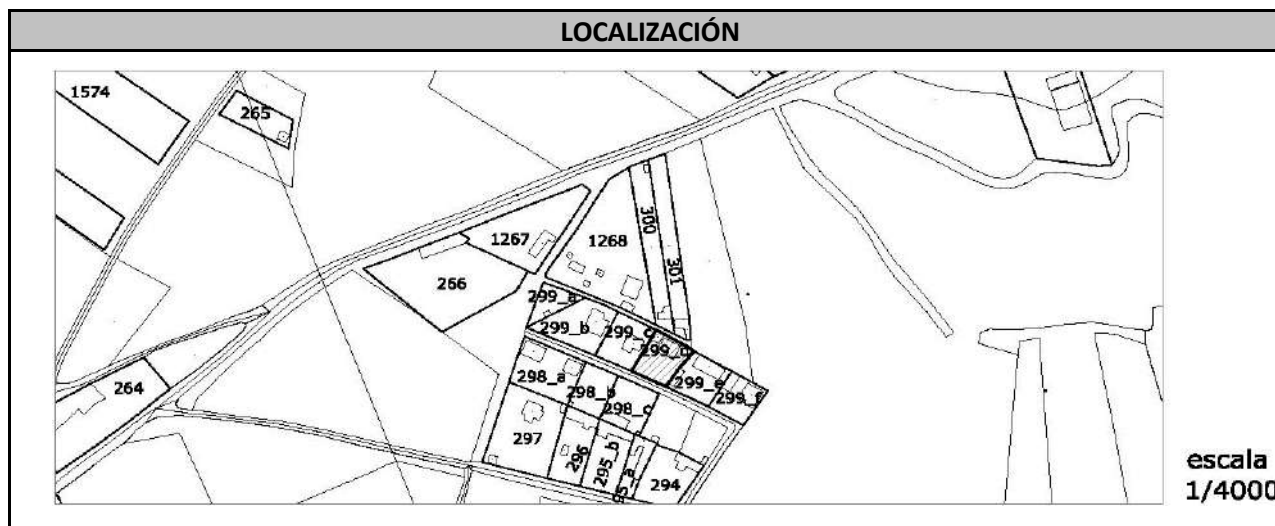 LOCALIZACIÓN
1574
265
300
1267
1268
301
266
299_a
299_b
299_c
299_d
264
298_a
299_e
298_b
299_f
298_c
297
296
295_b
294
escala
1/4000